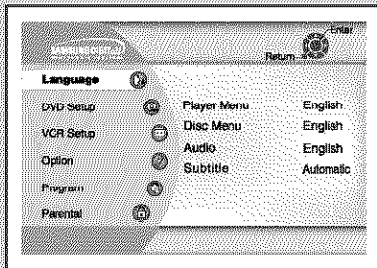 Enter
Return
Language
DVD Setup
VCR Setup
Option
Program
Parental
Player Menu English
Disc Menu English
Audio English
Subtitle Automatic